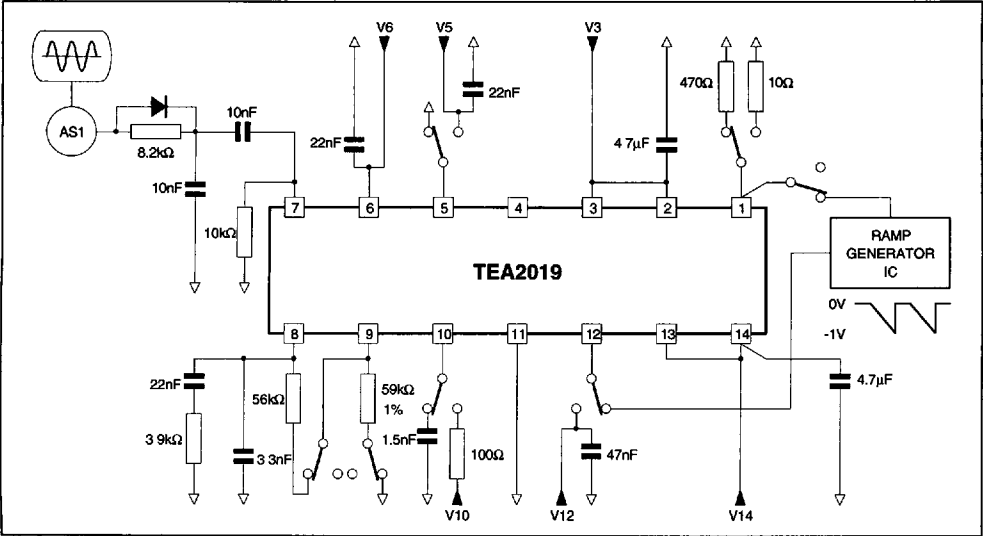 V6 V5 V3
470Ω 10Ω
22nF
10nF
AS1
8.2kΩ
22nF
4 7µF
10nF
7 6 5 4 3 2 1
10kΩ
RAMP
GENERATOR
IC
TEA2019
0V
-1V
8 9 10 11 12 13 14
22nF
56kΩ
59kΩ
1%
4.7µF
3 9kΩ
3 3nF
1.5nF
100Ω
47nF
V10 V12 V14